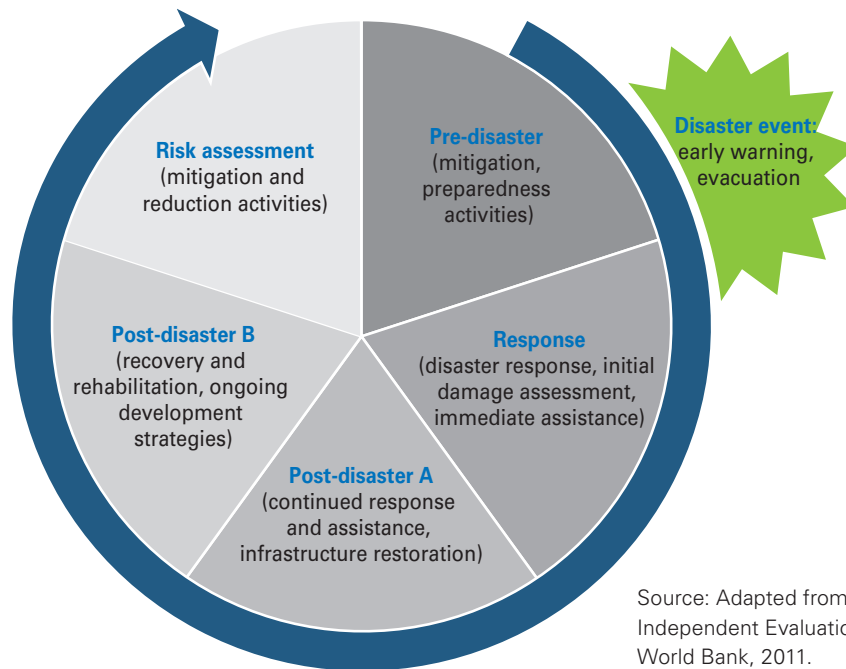 Risk assessment
(mitigation and
reduction activities)
Pre-disaster
(mitigation,
preparedness
activities)
Disaster event:
early warning,
evacuation
Response
(disaster response, initial
damage assessment,
immediate assistance)
Post-disaster A
(continued response
and assistance,
infrastructure restoration)
Post-disaster B
(recovery and
rehabilitation, ongoing
development
strategies)
Source: Adapted from
Independent Evaluatio
World Bank, 2011.